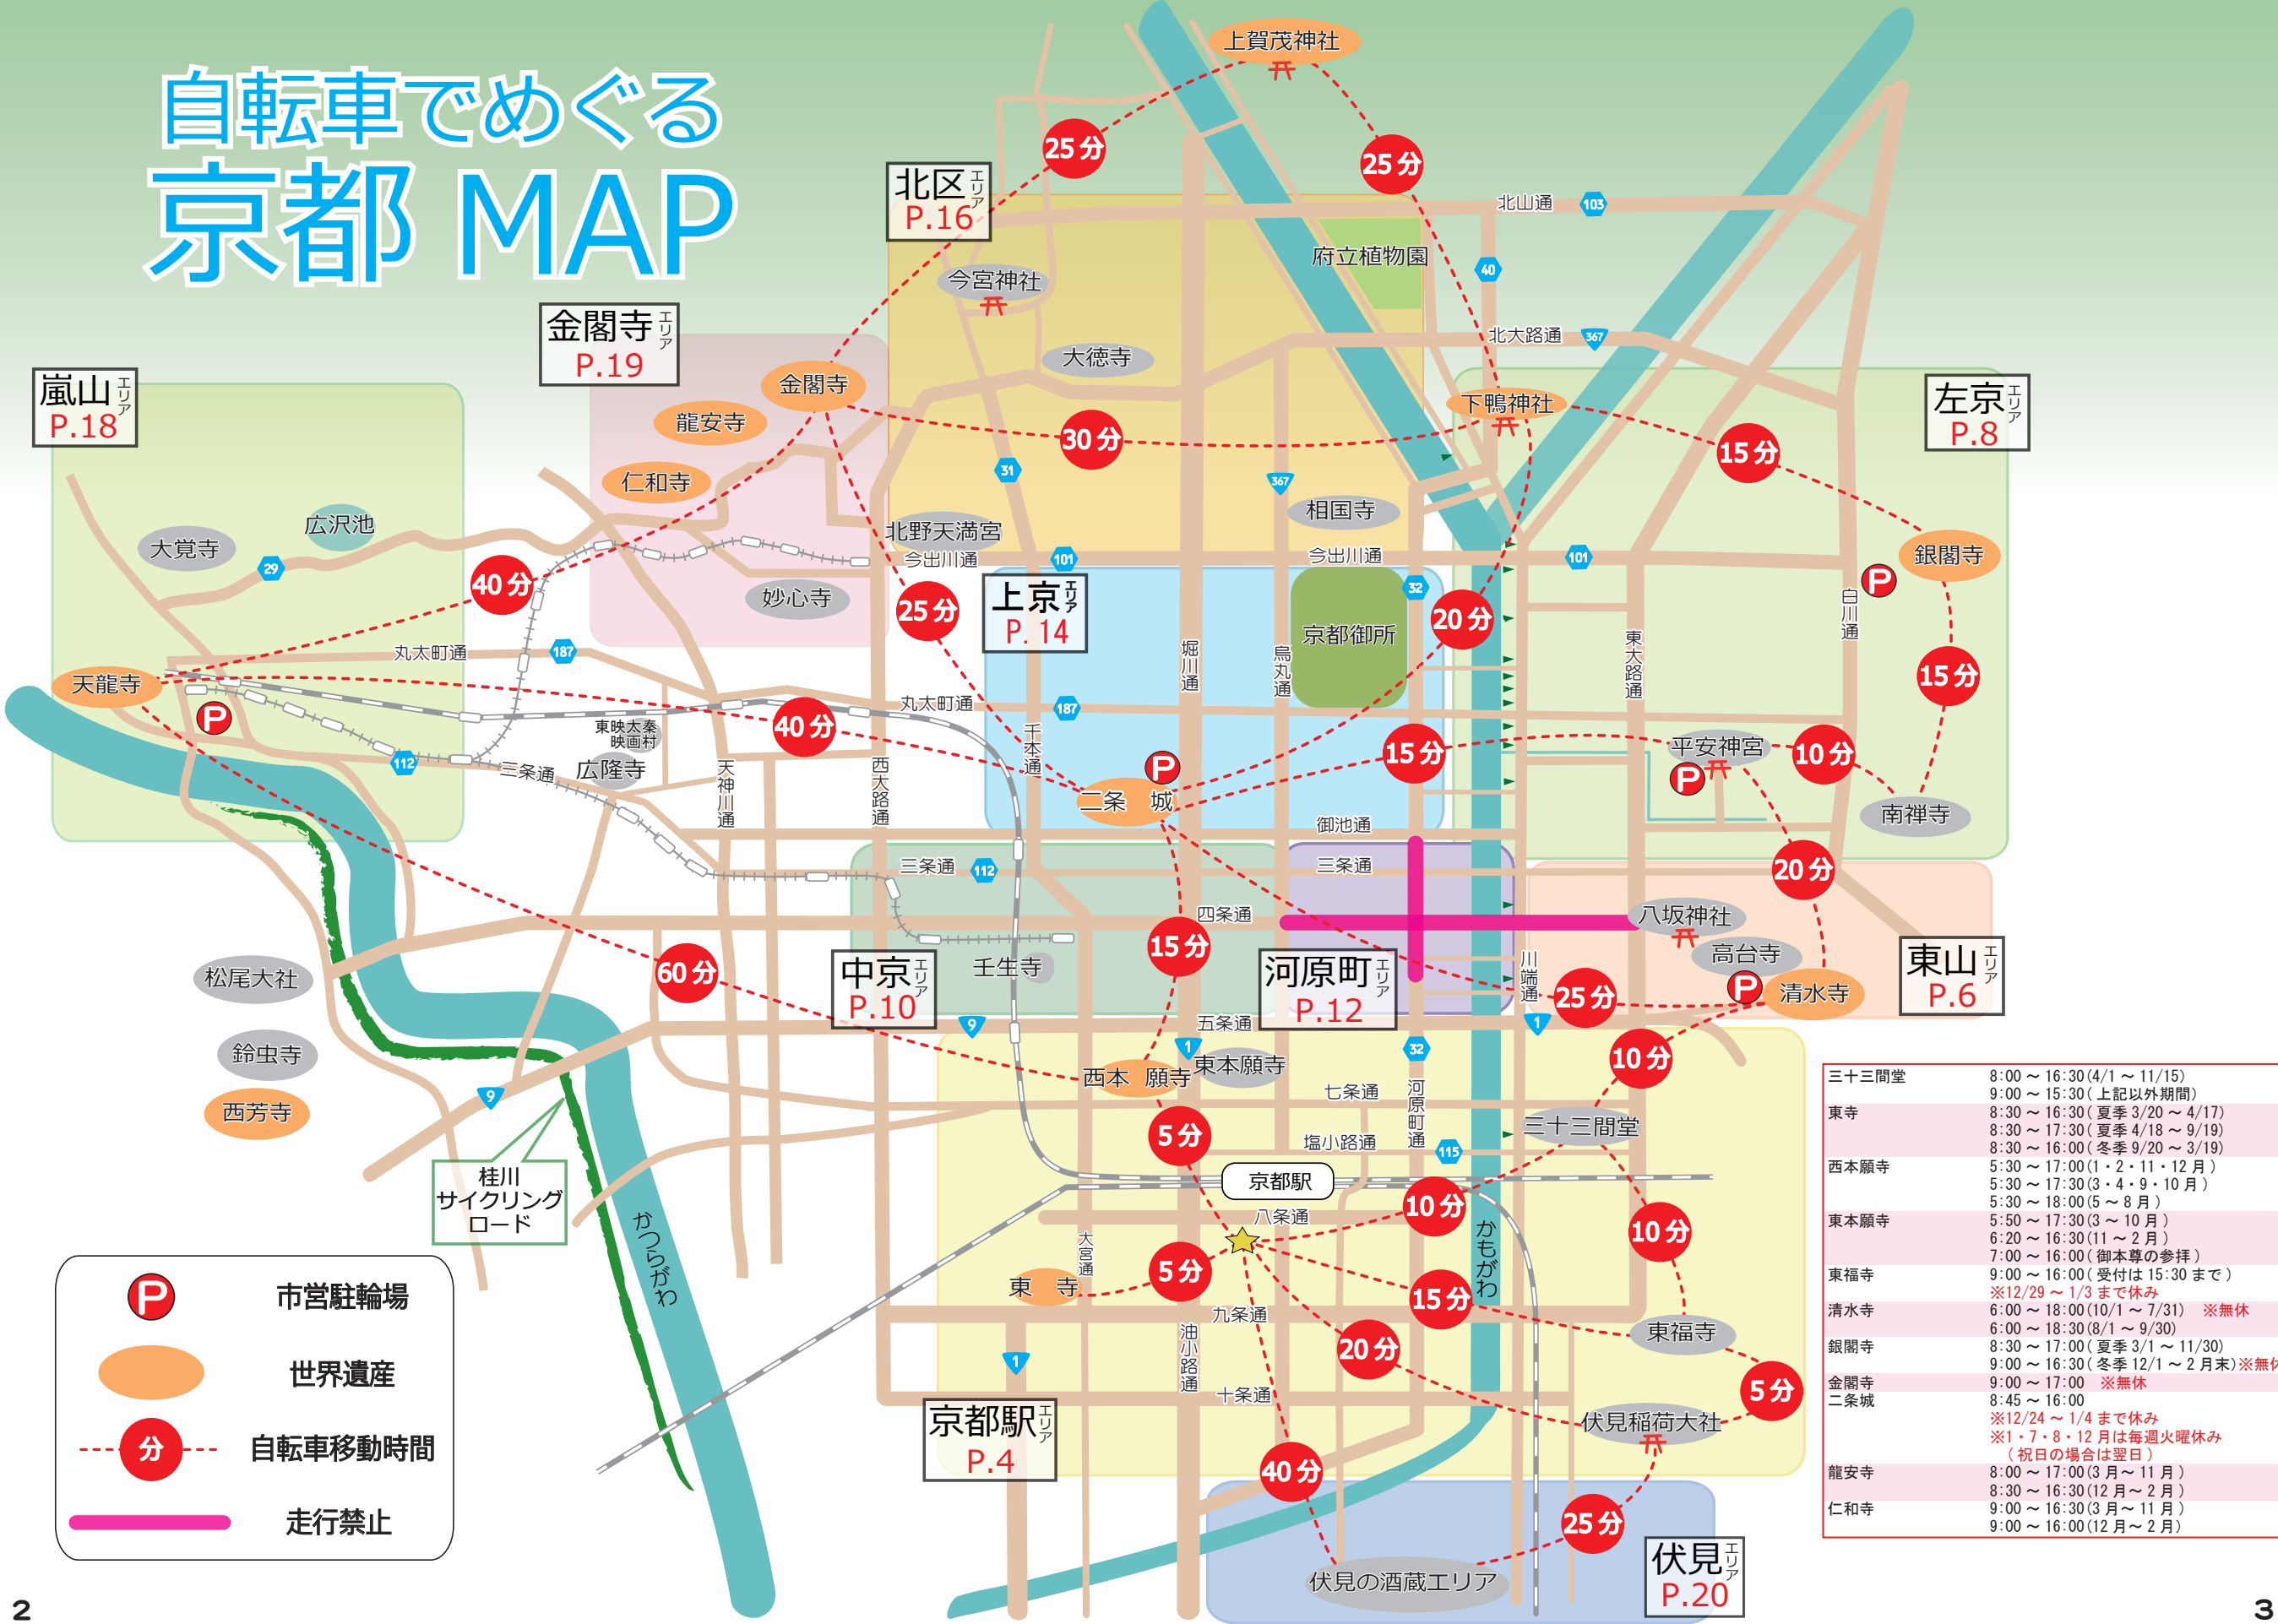 自転車でめぐる
京都 MAP
上賀茂神社
25分
25分
北区 エリア
P.16
北山通
103
府立植物園
40
今宮神社
金閣寺 エリア
P.19
北大路通
367
大徳寺
嵐山 エリア
P.18
金閣寺
左京 エリア
P.8
下鴨神社
龍安寺
30分
15分
仁和寺
31
367
相国寺
広沢池
北野天満宮
大覚寺
29
今出川通
101
今出川通
101
銀閣寺
P
40分
妙心寺
25分
上京 エリア
P.14
32
20分
京都御所
白川通
丸太町通
187
堀川通
烏丸通
東大路通
天龍寺
15分
P
丸太町通
187
40分
東映太秦
映画村
千本通
15分
平安神宮
10分
112
三条通
広隆寺
天神川通
西大路通
P
P
二条 城
南禅寺
御池通
三条通
112
三条通
20分
四条通
八坂神社
15分
高台寺
松尾大社
60分
中京 エリア
P.10
壬生寺
河原町 エリア
P.12
川端通
25分
P
清水寺
東山 エリア
P.6
9
五条通
1
鈴虫寺
1
32
10分
西本 願寺
東本願寺
西芳寺
9
七条通
河原町通
三十三間堂
5分
塩小路通
115
桂川
サイクリング
ロード
京都駅
かつらがわ
八条通
10分
10分
かもがわ
大宮通
5分
東 寺
15分
九条通
油小路通
20分
東福寺
1
5分
京都駅 エリア
P.4
十条通
伏見稲荷大社
40分
25分
伏見の酒蔵エリア
伏見 エリア
P.20
P 市営駐輪場
世界遺産
分 自転車移動時間
走行禁止
三十三間堂 8:00 ～ 16:30(4/1 ～ 11/15)
9:00 ～ 15:30( 上記以外期間)
東寺 8:30 ～ 16:30( 夏季 3/20 ～ 4/17)
8:30 ～ 17:30( 夏季 4/18 ～ 9/19)
8:30 ～ 16:00( 冬季 9/20 ～ 3/19)
西本願寺 5:30 ～ 17:00(1・2・11・12 月 )
5:30 ～ 17:30(3・4・9・10 月 )
5:30 ～ 18:00(5 ～ 8 月 )
東本願寺 5:50 ～ 17:30(3 ～ 10 月 )
6:20 ～ 16:30(11 ～ 2 月 )
7:00 ～ 16:00( 御本尊の参拝 )
東福寺 9:00 ～ 16:00( 受付は 15:30 まで )
※12/29 ～ 1/3 まで休み
清水寺 6:00 ～ 18:00(10/1 ～ 7/31) ※無休
6:00 ～ 18:30(8/1 ～ 9/30)
銀閣寺 8:30 ～ 17:00( 夏季 3/1 ～ 11/30)
9:00 ～ 16:30( 冬季 12/1 ～ 2 月末)※無休
金閣寺 9:00 ～ 17:00 ※無休
二条城 8:45 ～ 16:00
※12/24 ～ 1/4 まで休み
※1・7・8・12 月は毎週火曜休み
( 祝日の場合は翌日 )
龍安寺 8:00 ～ 17:00(3 月～ 11 月 )
8:30 ～ 16:30(12 月～ 2 月 )
仁和寺 9:00 ～ 16:30(3 月～ 11 月 )
9:00 ～ 16:00(12 月～ 2 月)
2
3